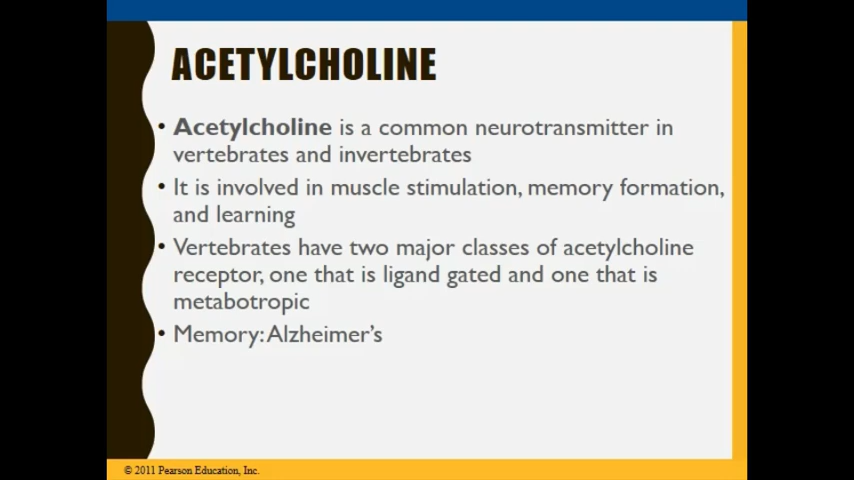 ACETYLCHOLINE
• Acetylcholine is a common neurotransmitter in
vertebrates and invertebrates
• It is involved in muscle stimulation, memory formation,
and learning
• Vertebrates have two major classes of acetylcholine
receptor, one that is ligand gated and one that is
metabotropic
• Memory: Alzheimer’s
© 2011 Pearson Education, Inc.